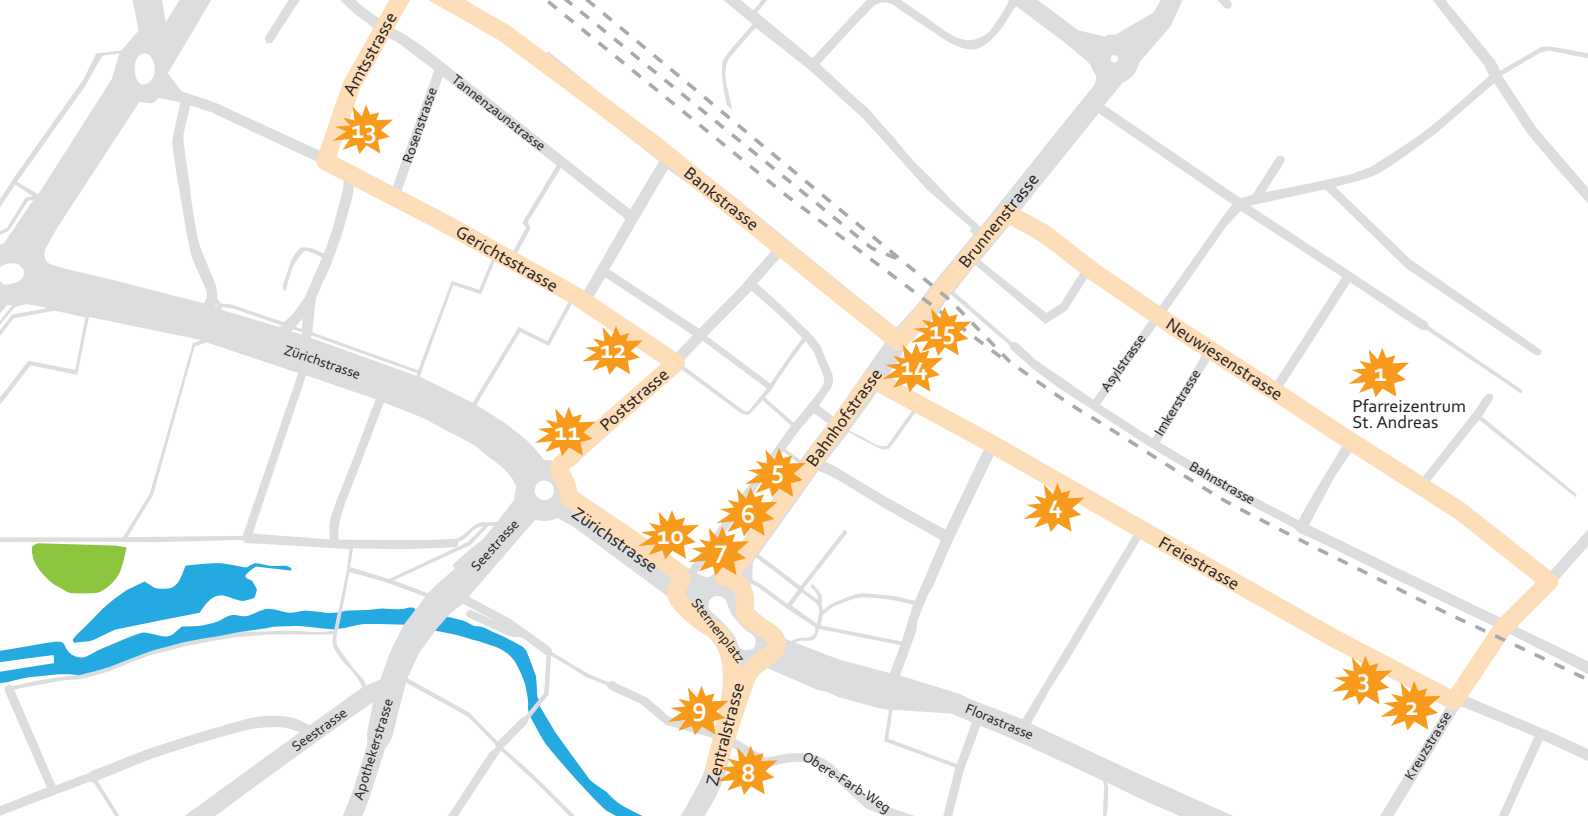 Amtsstrasse
13
Rosenstrasse
Tannenzaunstrasse
Bankstrasse
Brunnenstrasse
Gerichtsstrasse
Zürichstrasse
12
15
14
Neuwiesenstrasse
Asylstrasse
Imkerstrasse
1
Pfarreizentrum
St. Andreas
Poststrasse
11
Bahnhofstrasse
5
6
7
4
Bahnstrasse
Freiestrasse
10
Zürichstrasse
Seestrasse
Sternenplatz
3
2
Kreuzstrasse
9
Zentralstrasse
8
Florastrasse
Obere-Farb-Weg
Seestrasse
Apothekerstrasse